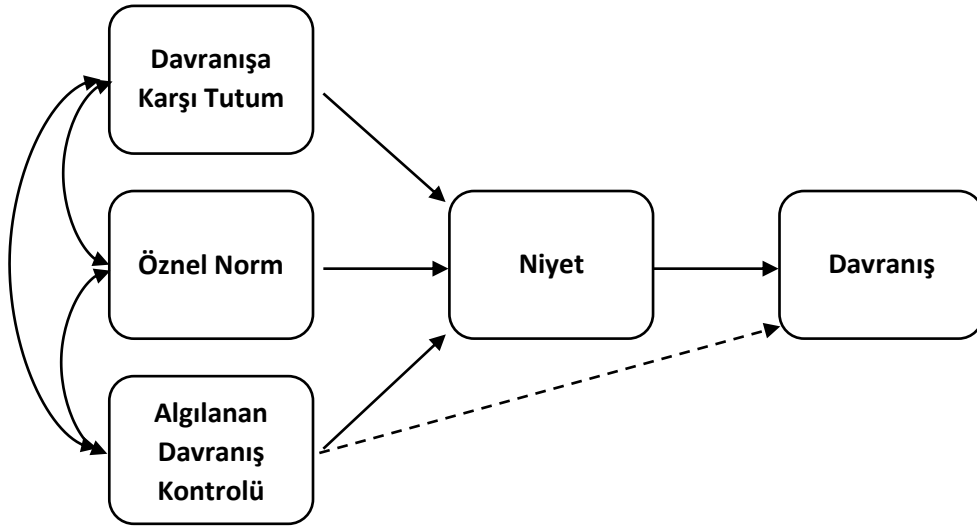 Davranışa
Karşı Tutum
Öznel Norm
Niyet
Davranış
Algılanan
Davranış
Kontrolü